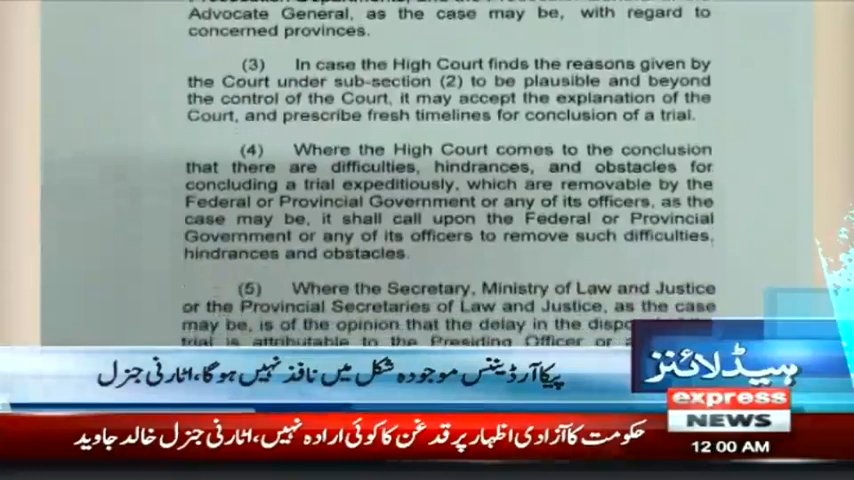 Advocate General, as the case may be, with regard to
concerned provinces.
(3) In case the High Court finds the reasons given by
the Court under sub-section (2) to be plausible and beyond
the control of the Court, it may accept the explanation of the
Court, and prescribe fresh timelines for conclusion of a trial.
(4) Where the High Court comes to the conclusion
that there are difficulties, hindrances, and obstacles for
concluding a trial expeditiously, which are removable by the
Federal or Provincial Government or any of its officers, as the
case may be, it shall call upon the Federal or Provincial
Government or any of its officers to remove such difficulties,
hindrances and obstacles.
(5) Where the Secretary, Ministry of Law and Justice
or the Provincial Secretaries of Law and Justice, as the case
may be, is of the opinion that the delay in the
trial is attributable to the Presiding Officer or
پیکا آرڈیننس موجودہ شکل میں نافذ نہیں ہوگا، اٹارنی جنرل
ہیڈلائنز
express
NEWS
12:00 AM
حکومت کا آزادی اظہار پر قدغن کا کوئی ارادہ نہیں، اٹارنی جنرل خالد جاوید